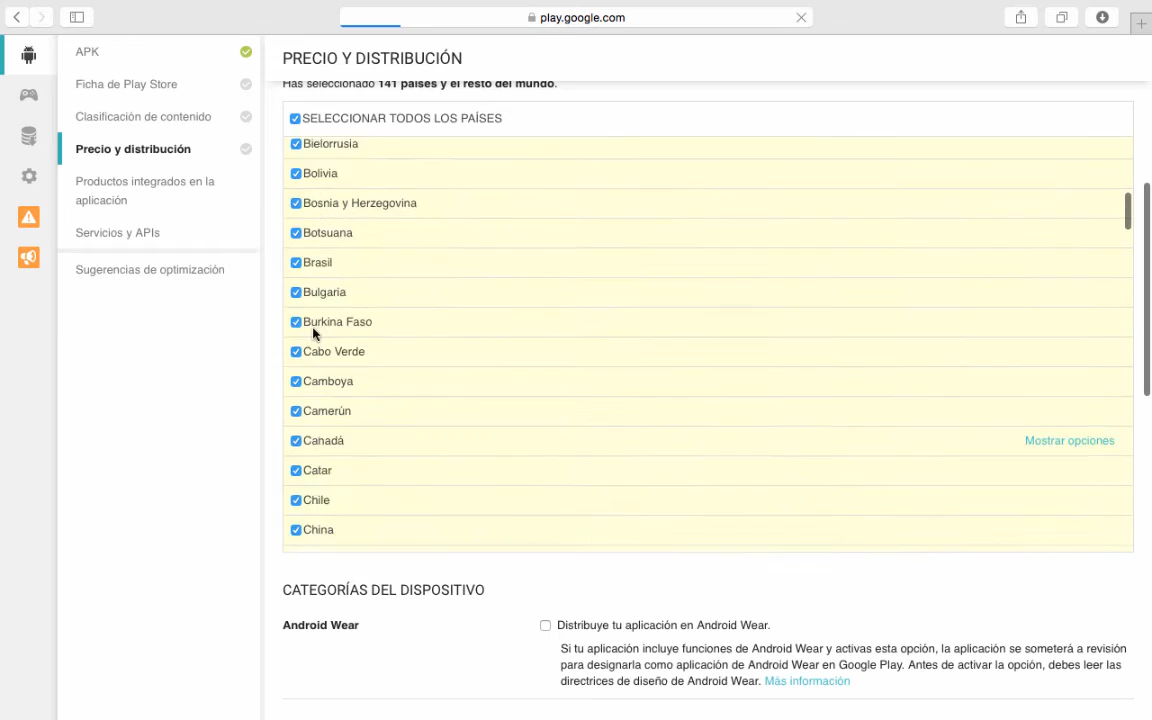 play.google.com
APK
Ficha de Play Store
Clasificación de contenido
Precio y distribución
Productos integrados en la
aplicación
Servicios y APIs
Sugerencias de optimización
PRECIO Y DISTRIBUCIÓN
Has seleccionado 141 países y el resto del mundo.
SELECCIONAR TODOS LOS PAÍSES
Bielorrusia
Bolivia
Bosnia y Herzegovina
Botsuana
Brasil
Bulgaria
Burkina Faso
Cabo Verde
Camboya
Camerún
Canadá Mostrar opciones
Catar
Chile
China
CATEGORÍAS DEL DISPOSITIVO
Android Wear Distribuye tu aplicación en Android Wear.
Si tu aplicación incluye funciones de Android Wear y activas esta opción, la aplicación se someterá a revisión
para designarla como aplicación de Android Wear en Google Play. Antes de activar la opción, debes leer las
directrices de diseño de Android Wear. Más información